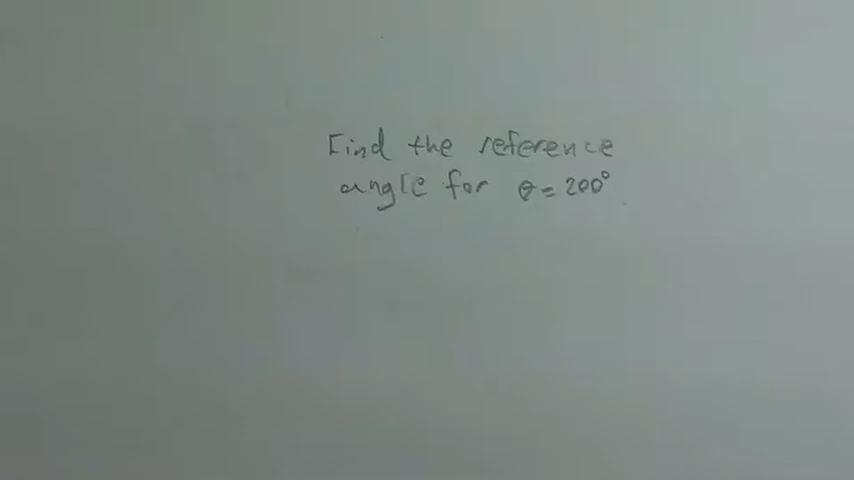 Find the reference
angle for θ = 200°